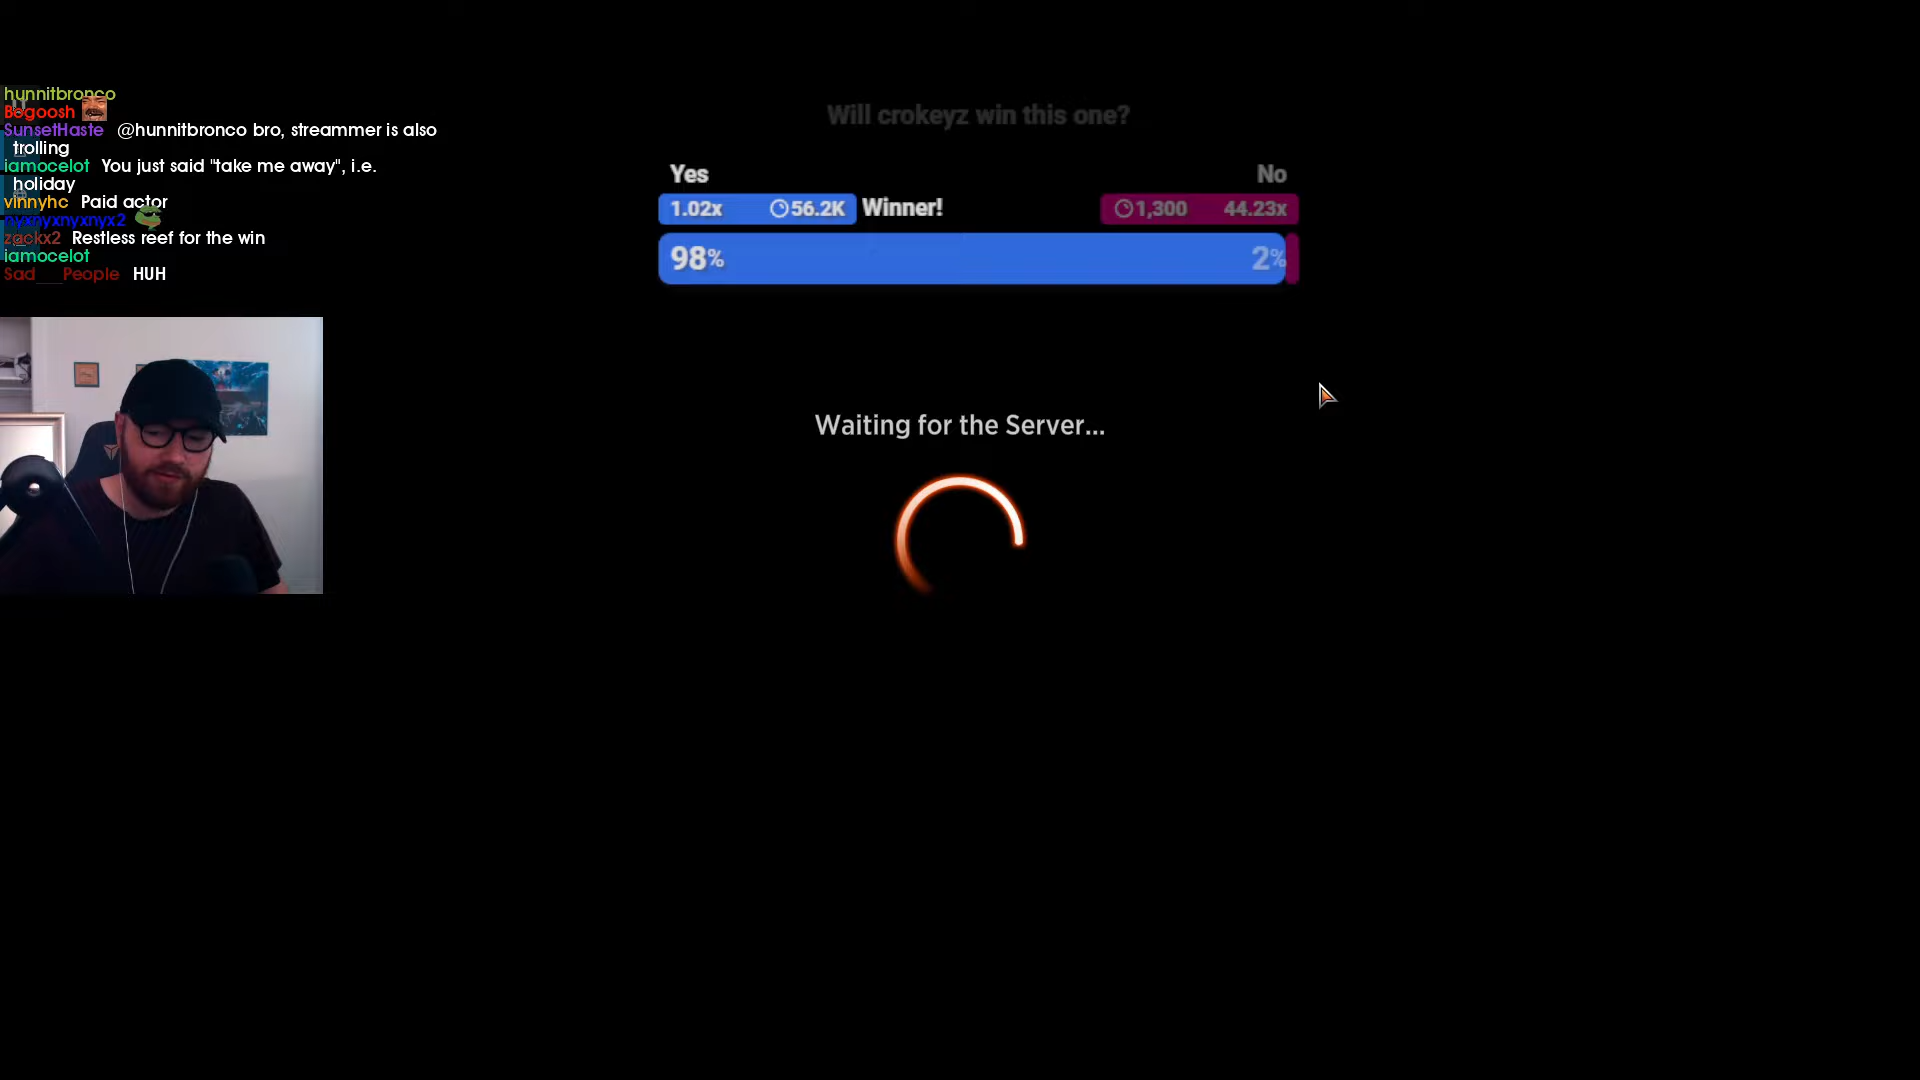 hunnitbronco
Begoosh
SunsetHaste @hunnitbronco bro, streammer is also
trolling
iamocelot You just said "take me away", i.e.
holiday
vinnyhc Paid actor
nyxnyxnyxnyx2
zackx2 Restless reef for the win
iamocelot
Sad___People HUH
Will crokeyz win this one?
Yes No
1.02x 56.2K Winner! 1,300 44.23x
98% 2%
Waiting for the Server...